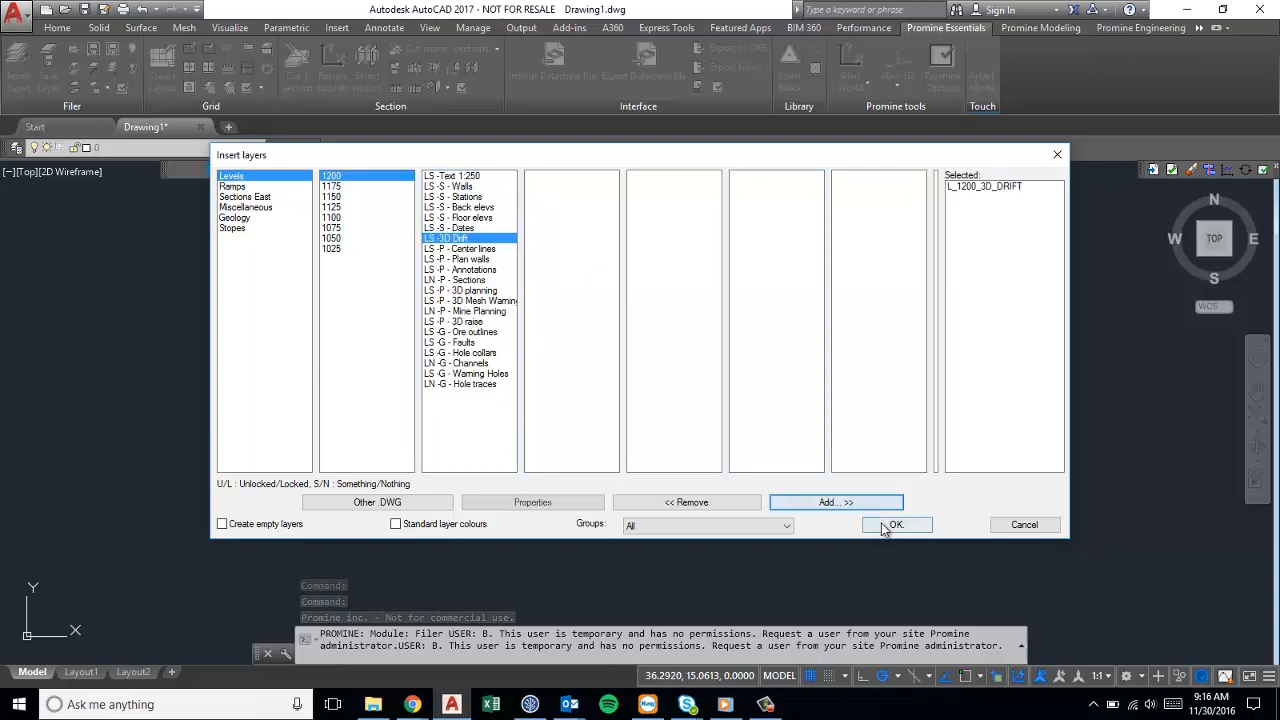 Autodesk AutoCAD 2017 - NOT FOR RESALE Drawing1.dwg
Type a keyword or phrase
Sign In
Home Solid Surface Mesh Visualize Parametric Insert Annotate View Manage Output Add-ins A360 Express Tools Featured Apps BIM 360 Performance Promine Essentials Promine Modeling Promine Engineering
Filer Grid Section Interface Library Promine tools Touch
Start Drawing1*
0
[–][Top][2D Wireframe]
Insert layers
Levels
Ramps
Sections East
Miscellaneous
Geology
Stopes
1200
1175
1150
1125
1100
1075
1050
1025
LS -Text 1:250
LS -S - Walls
LS -S - Stations
LS -S - Back elevs
LS -S - Floor elevs
LS -S - Dates
LS -3D Drift
LS -P - Center lines
LS -P - Plan walls
LS -P - Annotations
LN -P - Sections
LS -P - 3D planning
LS -P - 3D Mesh Warning
LN -P - Mine Planning
LS -P - 3D raise
LS -G - Ore outlines
LS -G - Faults
LS -G - Hole collars
LN -G - Channels
LS -G - Warning Holes
LN -G - Hole traces
Selected:
L_1200_3D_DRIFT
U/L : Unlocked/Locked, S/N : Something/Nothing
Other .DWG Properties << Remove Add... >>
Create empty layers Standard layer colours Groups: All OK Cancel
N
W TOP E
S
WCS
Y
X
Command:
Command:
Promine inc. - Not for commercial use.
PROMINE: Module: Filer USER: B. This user is temporary and has no permissions. Request a user from your site Promine
administrator.USER: B. This user is temporary and has no permissions. Request a user from your site Promine administrator.
Model Layout1 Layout2 +
36.2920, 15.0613, 0.0000 MODEL 1:1
Ask me anything
9:16 AM
11/30/2016